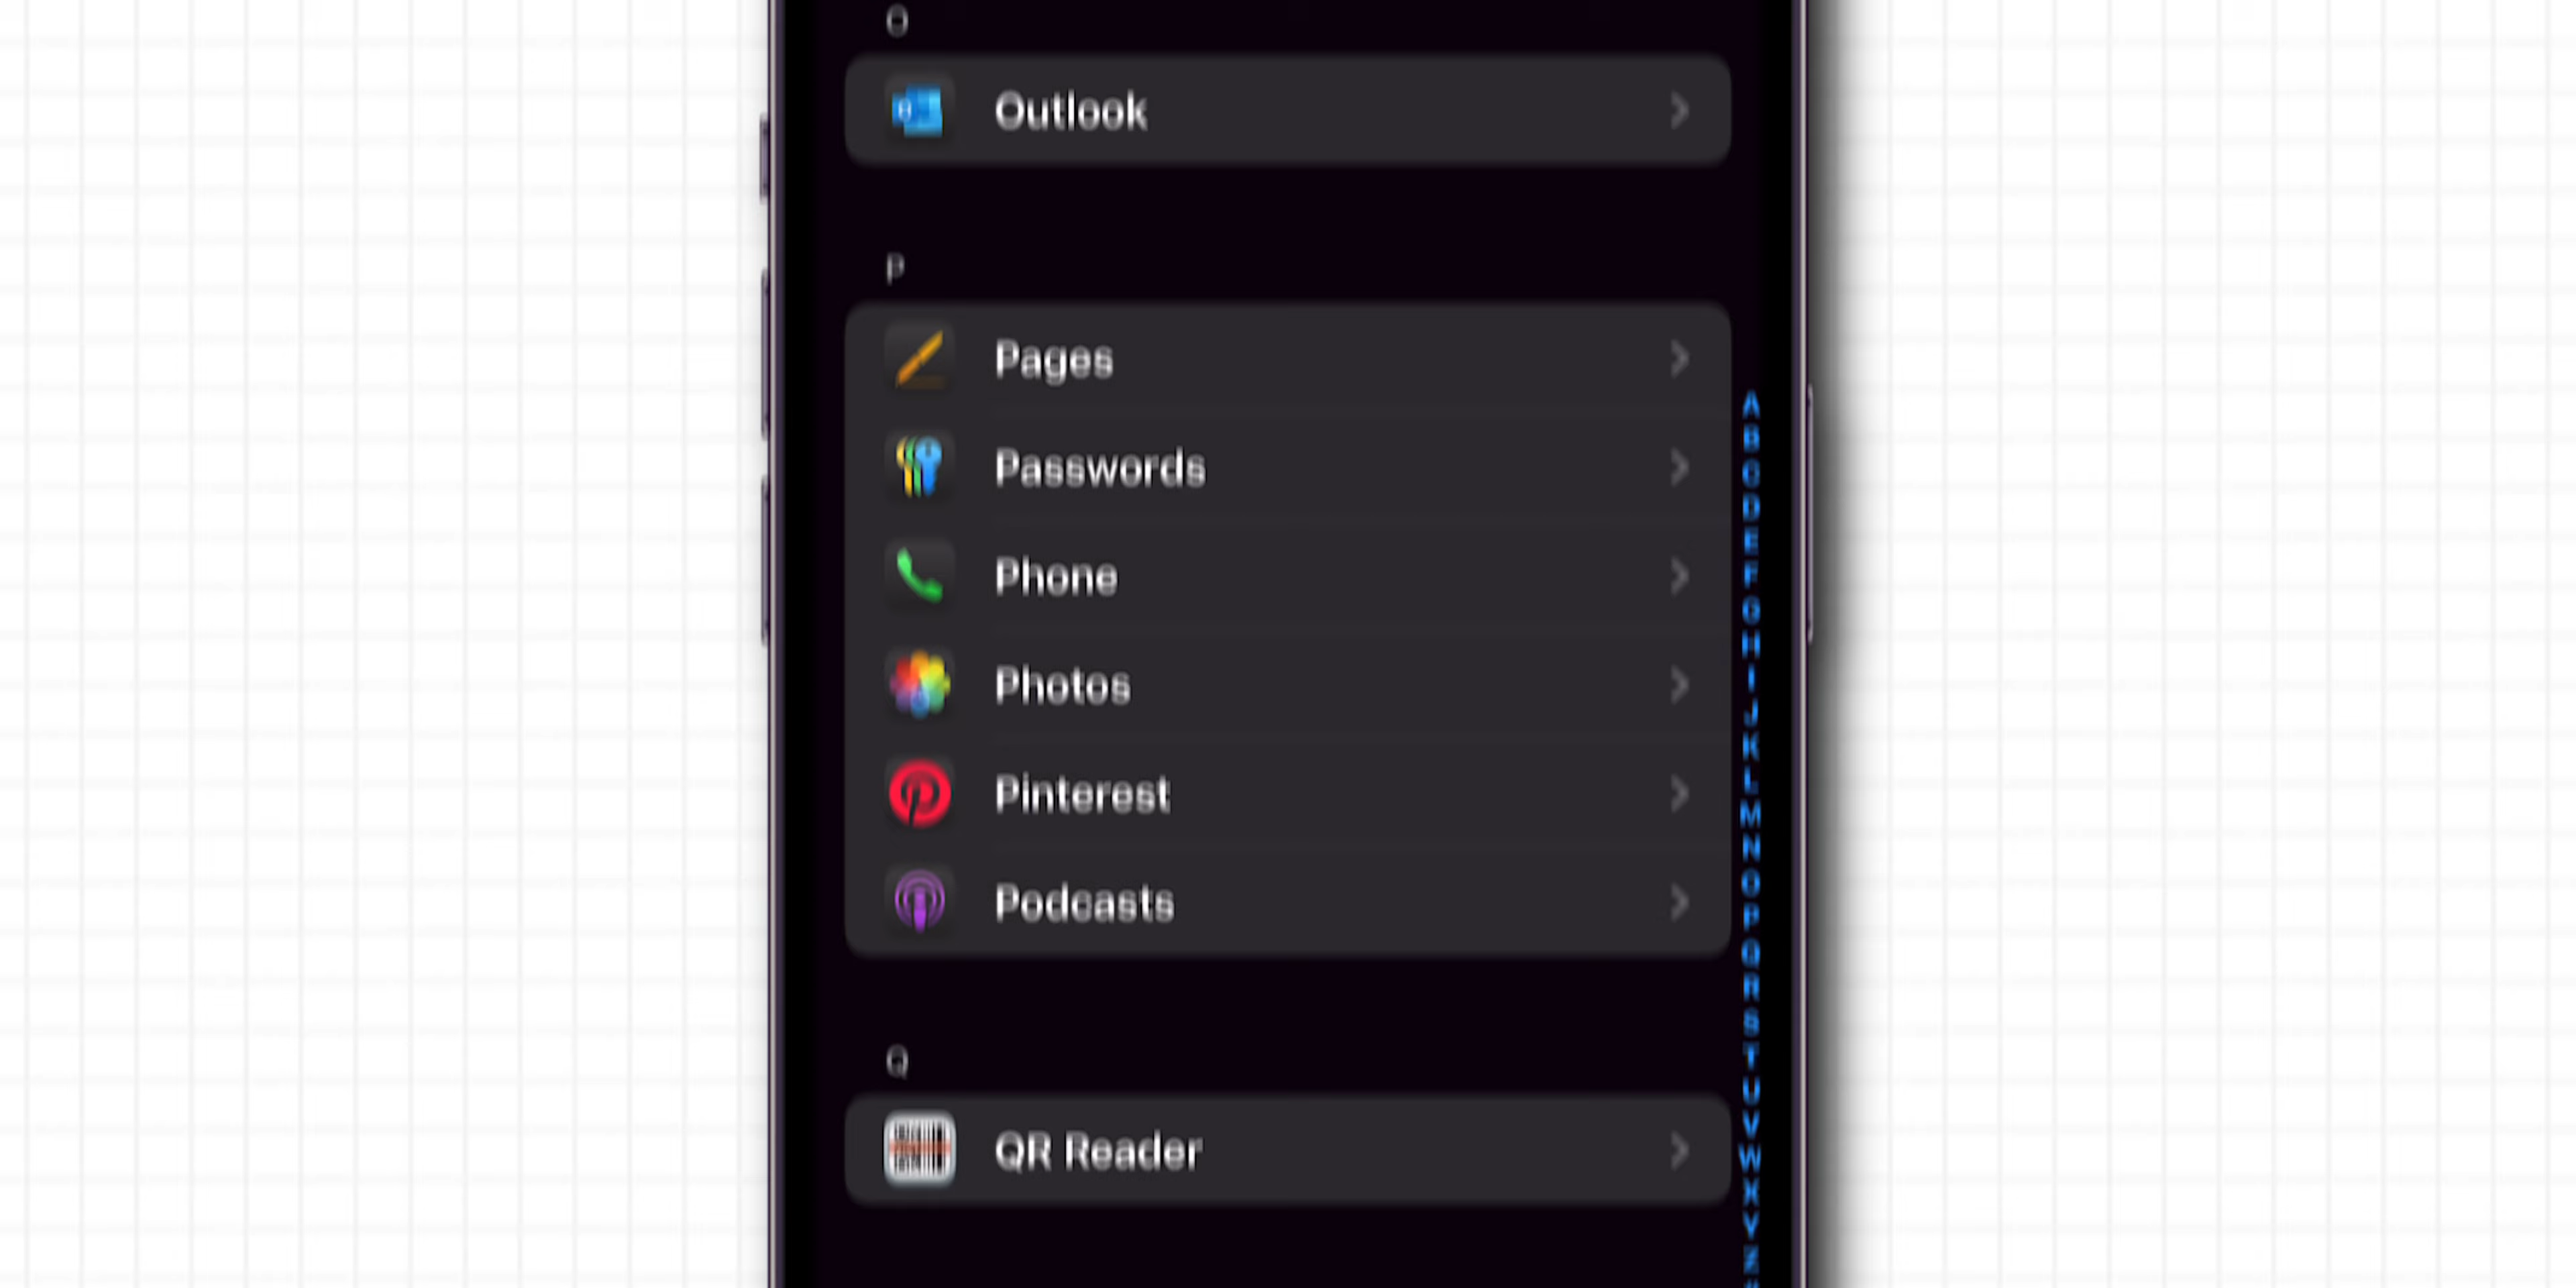 O
Outlook
P
Pages
Passwords
Phone
Photos
Pinterest
Podcasts
Q
QR Reader
A
B
C
D
E
F
G
H
I
J
K
L
M
N
O
P
Q
R
S
T
U
V
W
X
Y
Z